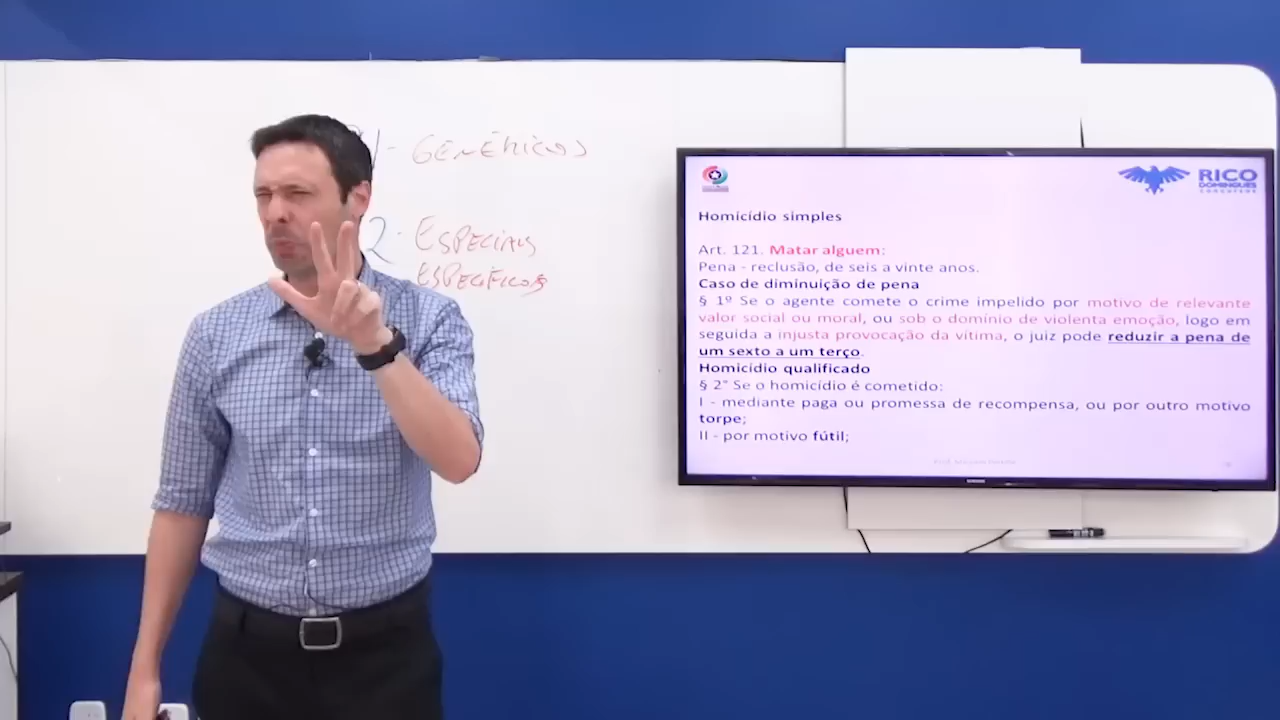 1- GENÉRICOS
2- ESPECIAIS
ESPECÍFICOS
RICO
DOMINGUES
CONCURSOS
Homicídio simples
Art. 121. Matar alguem:
Pena - reclusão, de seis a vinte anos.
Caso de diminuição de pena
§ 1º Se o agente comete o crime impelido por motivo de relevante
valor social ou moral, ou sob o domínio de violenta emoção, logo em
seguida a injusta provocação da vítima, o juiz pode reduzir a pena de
um sexto a um terço.
Homicídio qualificado
§ 2° Se o homicídio é cometido:
I - mediante paga ou promessa de recompensa, ou por outro motivo
torpe;
II - por motivo fútil;